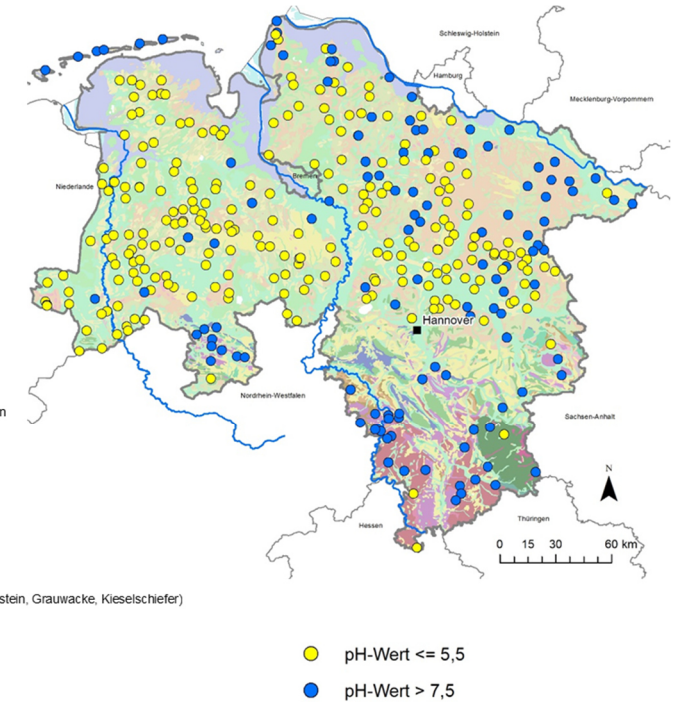 Schleswig-Holstein
Hamburg
Mecklenburg-Vorpommern
Bremen
Niederlande
Hannover
Nordrhein-Westfalen
n
Sachsen-Anhalt
N
Hessen
Thüringen
0 15 30 60 km
stein, Grauwacke, Kieselschiefer)
pH-Wert <= 5,5
pH-Wert > 7,5